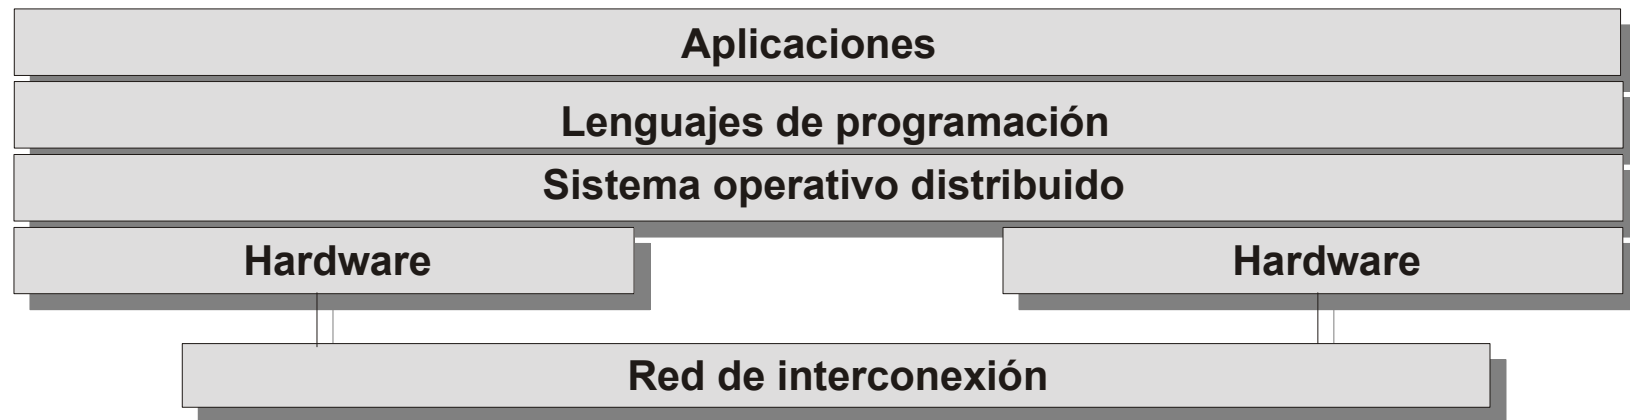 Aplicaciones
Lenguajes de programación
Sistema operativo distribuido
Hardware Hardware
Red de interconexión